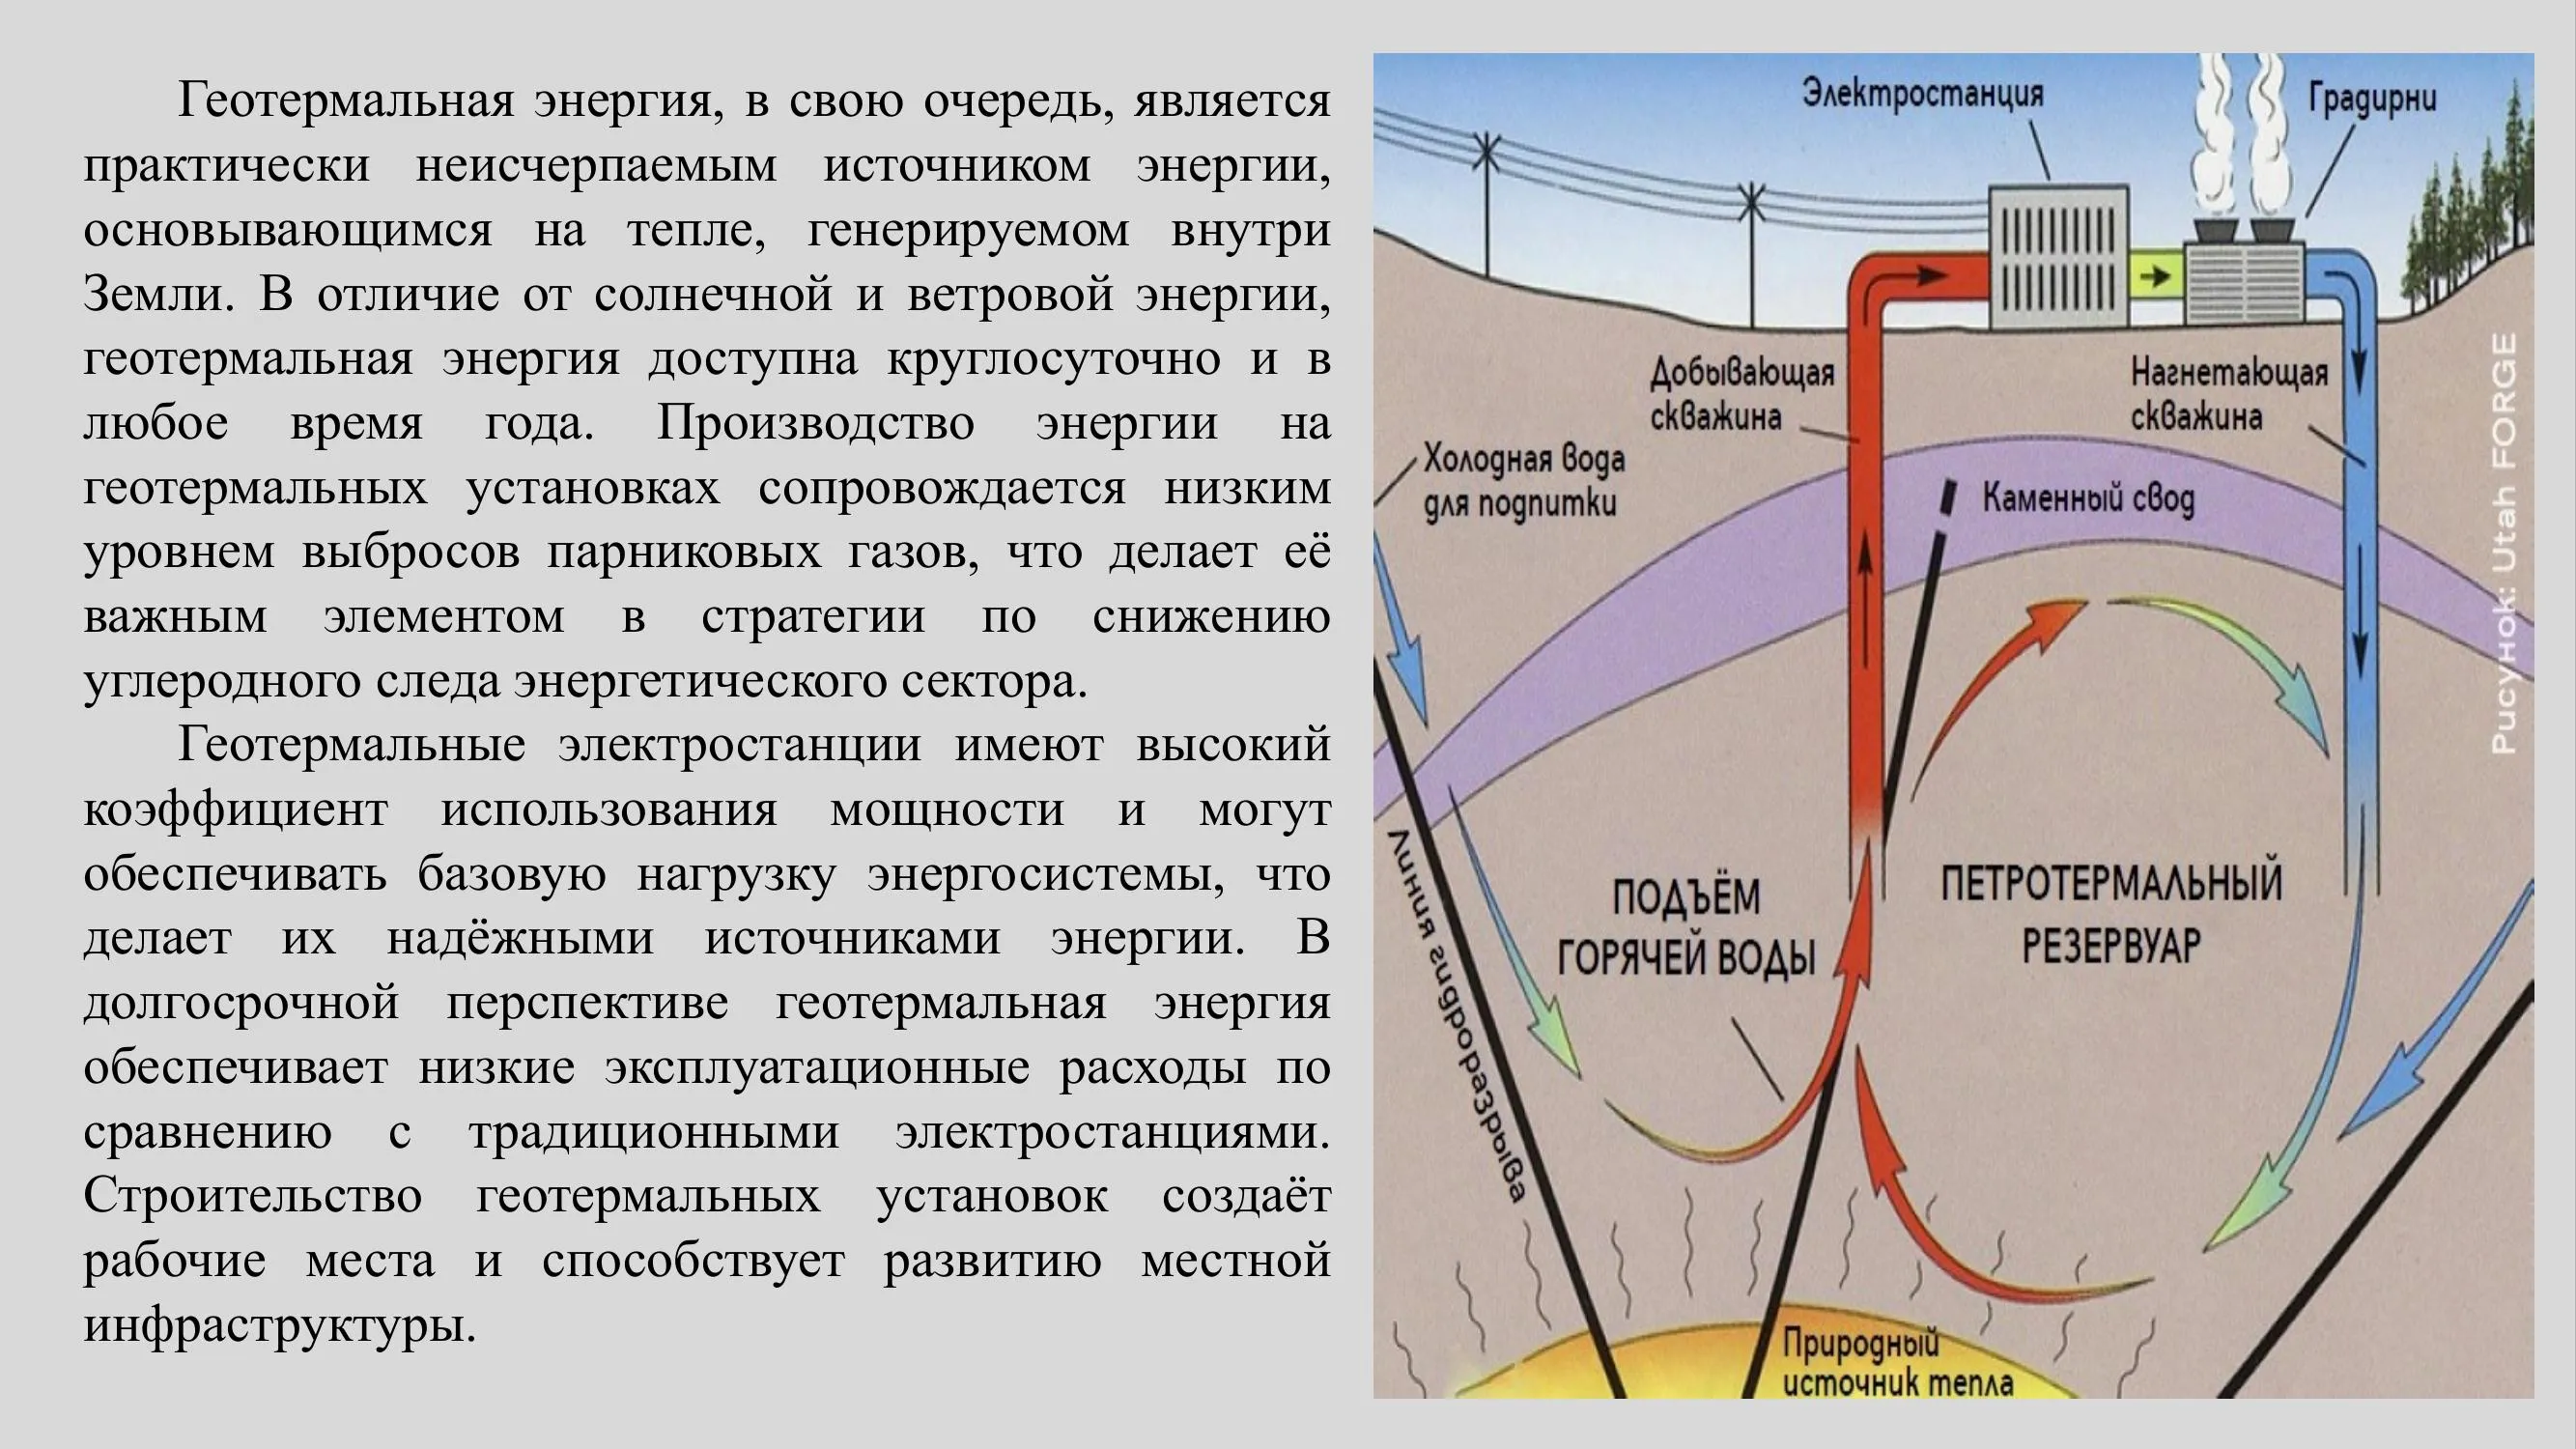 Геотермальная энергия, в свою очередь, является
практически неисчерпаемым источником энергии,
основывающимся на тепле, генерируемом внутри
Земли. В отличие от солнечной и ветровой энергии,
геотермальная энергия доступна круглосуточно и в
любое время года. Производство энергии на
геотермальных установках сопровождается низким
уровнем выбросов парниковых газов, что делает её
важным элементом в стратегии по снижению
углеродного следа энергетического сектора.
Геотермальные электростанции имеют высокий
коэффициент использования мощности и могут
обеспечивать базовую нагрузку энергосистемы, что
делает их надёжными источниками энергии. В
долгосрочной перспективе геотермальная энергия
обеспечивает низкие эксплуатационные расходы по
сравнению с традиционными электростанциями.
Строительство геотермальных установок создаёт
рабочие места и способствует развитию местной
инфраструктуры.
Электростанция
Градирни
Добывающая
скважина
Нагнетающая
скважина
Холодная вода
для подпитки
Каменный свод
Рисунок: Utah FORGE
Линия гидроразрыва
ПОДЪЁМ
ГОРЯЧЕЙ ВОДЫ
ПЕТРОТЕРМАЛЬНЫЙ
РЕЗЕРВУАР
Природный
источник тепла